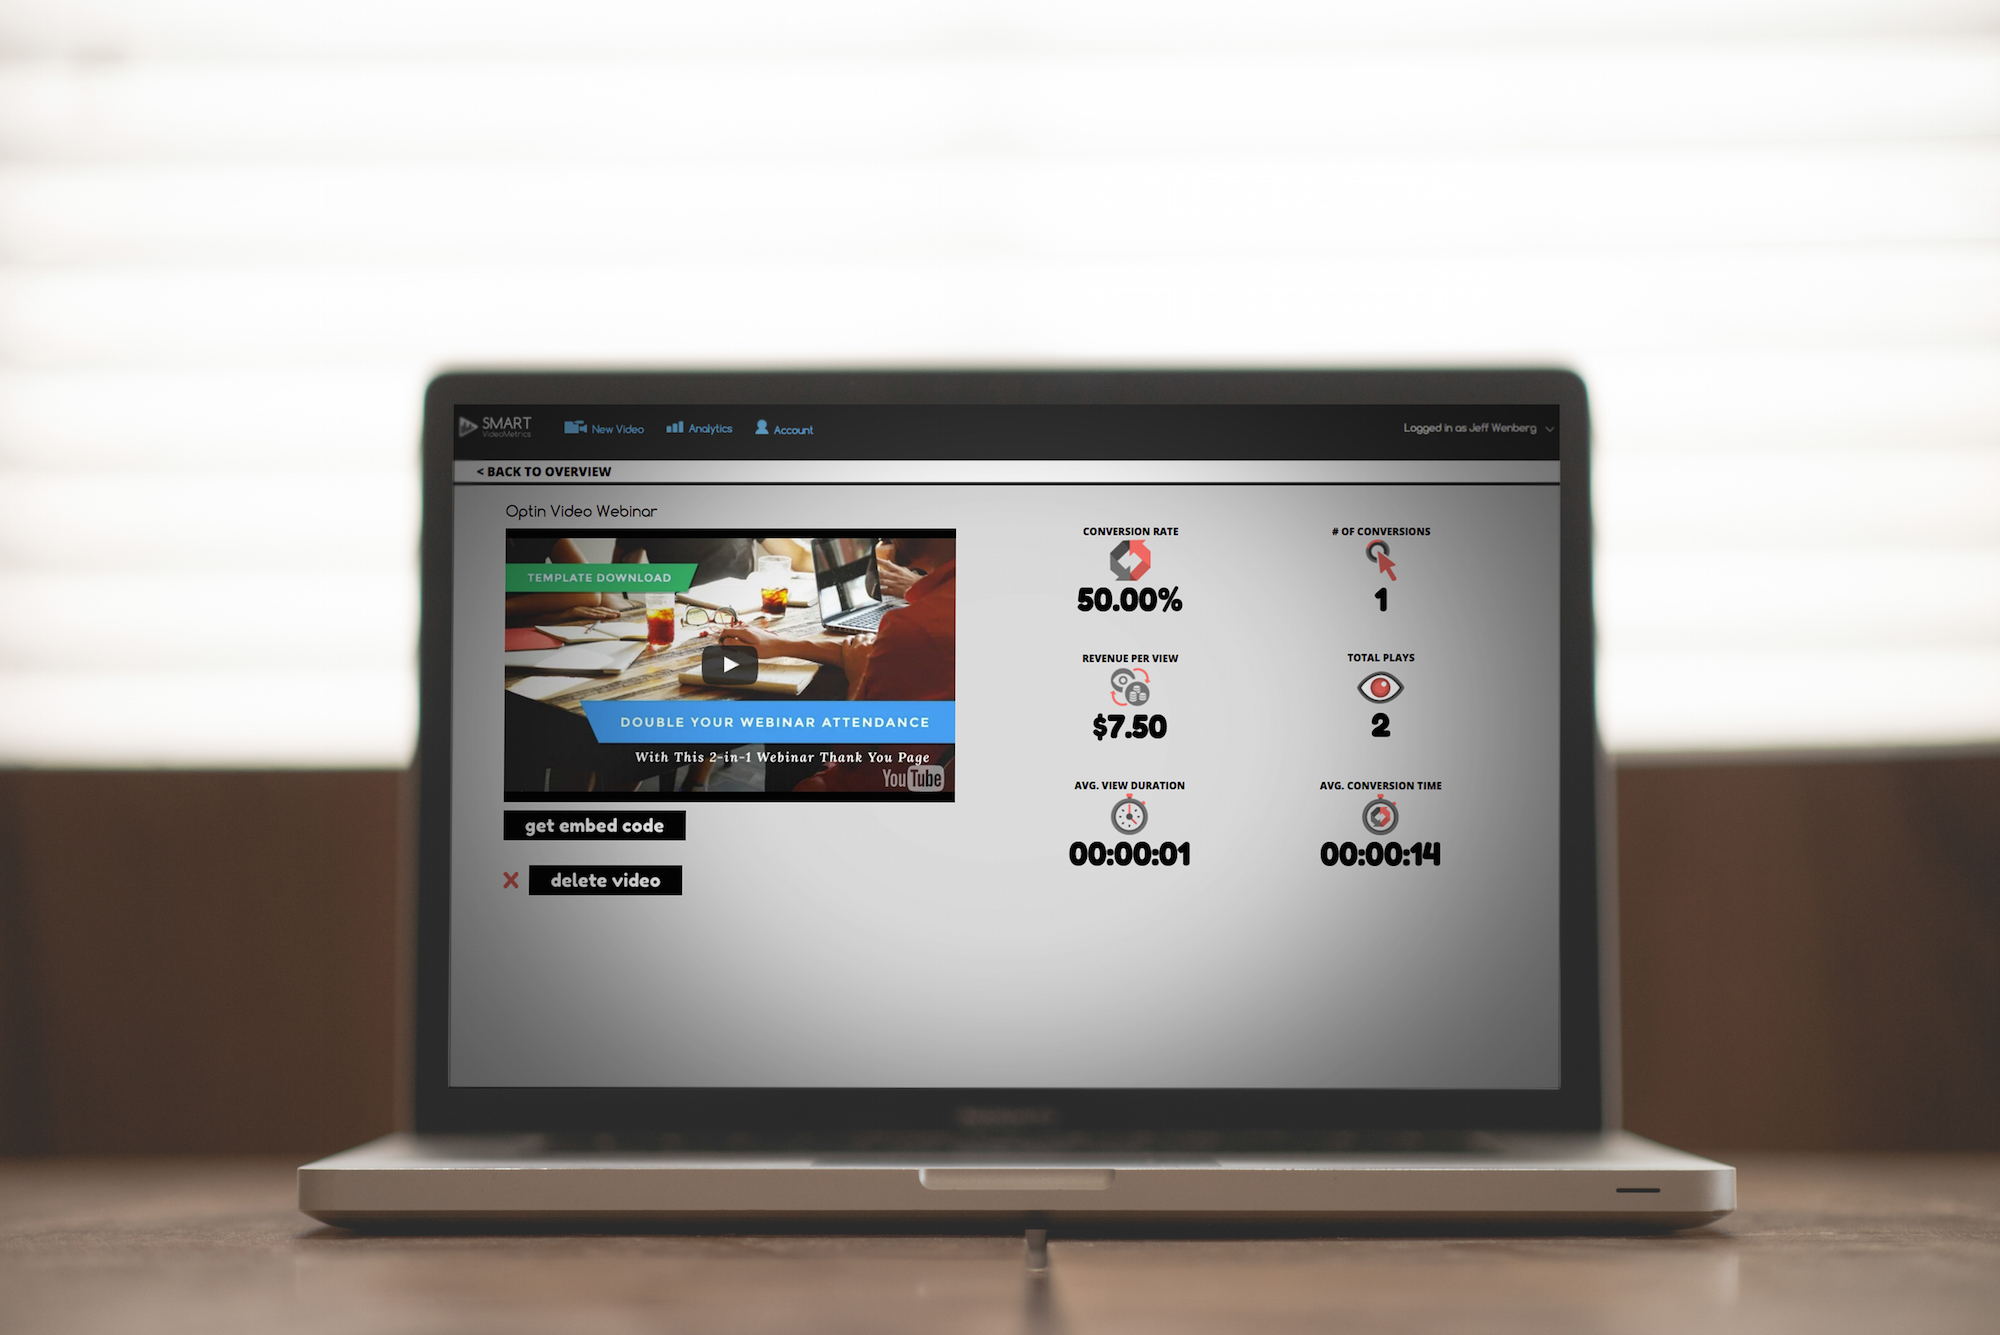 SMART
VideoMetrics
New Video
Analytics
Account
Logged in as Jeff Wenberg
< BACK TO OVERVIEW
Optin Video Webinar
TEMPLATE DOWNLOAD
DOUBLE YOUR WEBINAR ATTENDANCE
With This 2-in-1 Webinar Thank You Page
YouTube
get embed code
X delete video
CONVERSION RATE
50.00%
# OF CONVERSIONS
1
REVENUE PER VIEW
$7.50
TOTAL PLAYS
2
AVG. VIEW DURATION
00:00:01
AVG. CONVERSION TIME
00:00:14